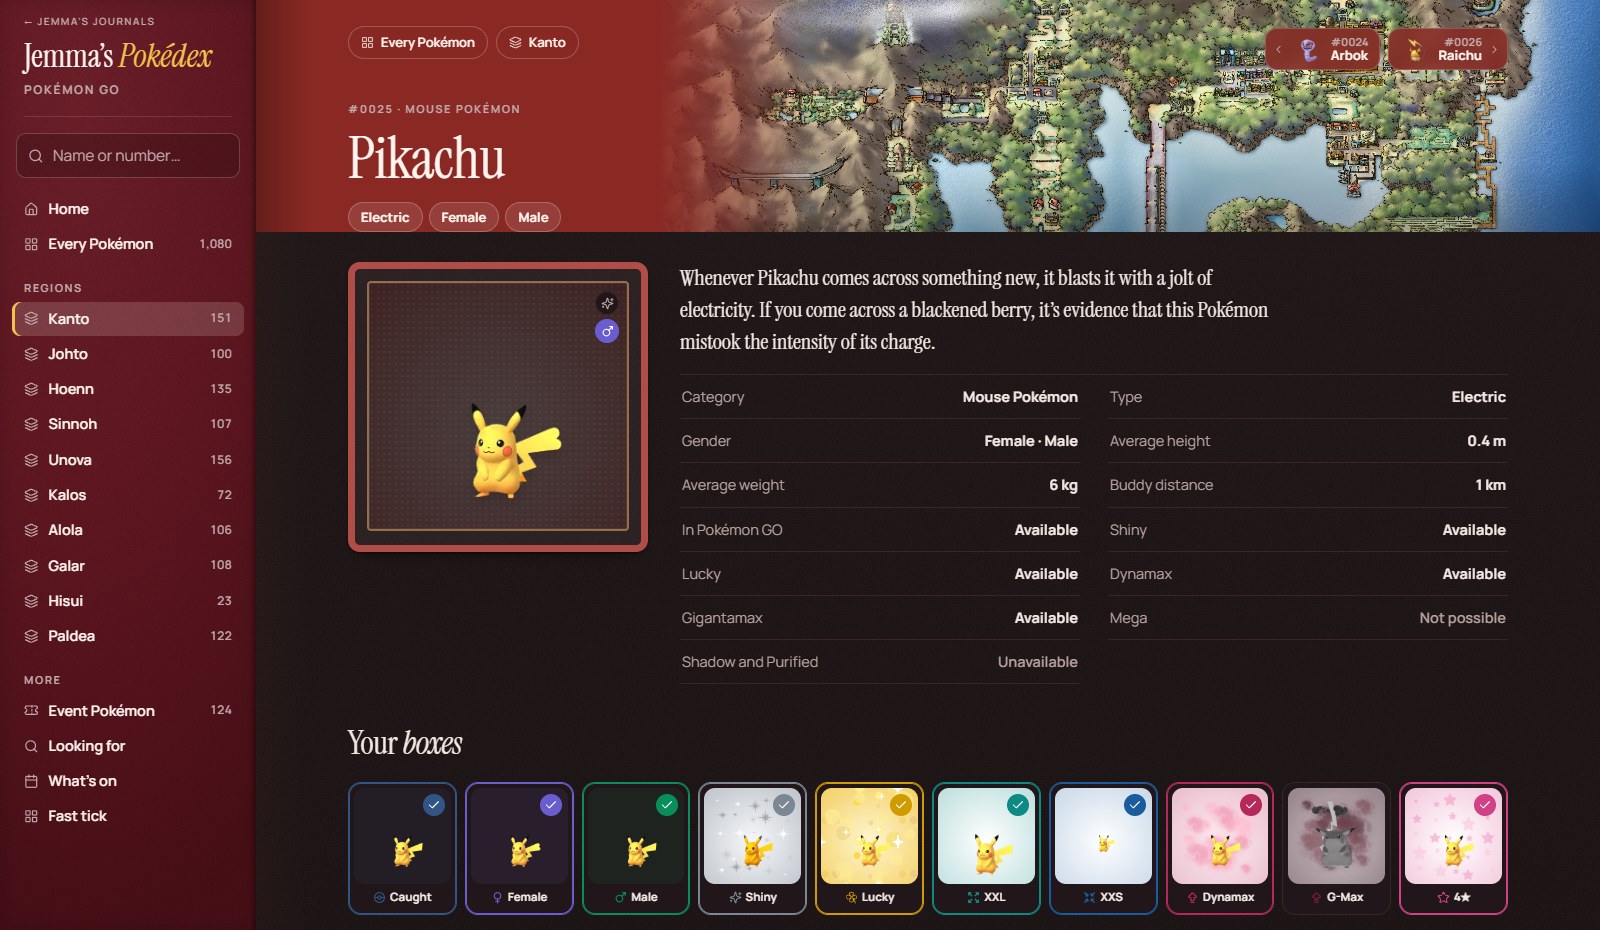 ← JEMMA'S JOURNALS
Jemma's Pokédex
POKÉMON GO
Name or number...
Home
Every Pokémon 1,080
REGIONS
Kanto 151
Johto 100
Hoenn 135
Sinnoh 107
Unova 156
Kalos 72
Alola 106
Galar 108
Hisui 23
Paldea 122
MORE
Event Pokémon 124
Looking for
What's on
Fast tick
Every Pokémon Kanto
#0024
Arbok
#0026
Raichu
#0025 · MOUSE POKÉMON
Pikachu
Electric Female Male
Whenever Pikachu comes across something new, it blasts it with a jolt of
electricity. If you come across a blackened berry, it's evidence that this Pokémon
mistook the intensity of its charge.
Category Mouse Pokémon Type Electric
Gender Female · Male Average height 0.4 m
Average weight 6 kg Buddy distance 1 km
In Pokémon GO Available Shiny Available
Lucky Available Dynamax Available
Gigantamax Available Mega Not possible
Shadow and Purified Unavailable
Your boxes
Caught Female Male Shiny Lucky XXL XXS Dynamax G-Max 4★